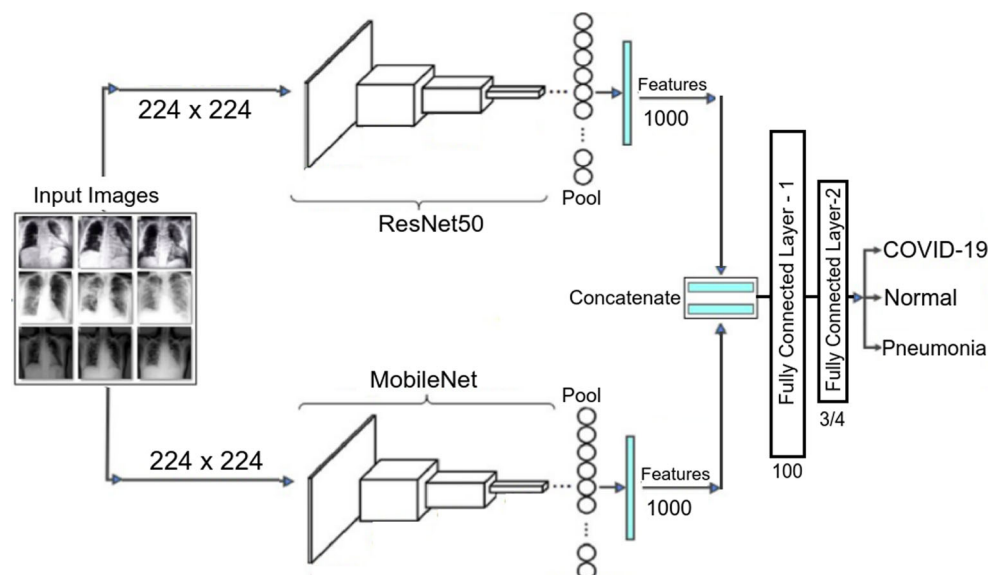 224 x 224
Features
1000
Pool
ResNet50
Input Images
Concatenate
Fully Connected Layer - 1
100
Fully Connected Layer-2
3/4
COVID-19
Normal
Pneumonia
MobileNet
Pool
224 x 224
Features
1000